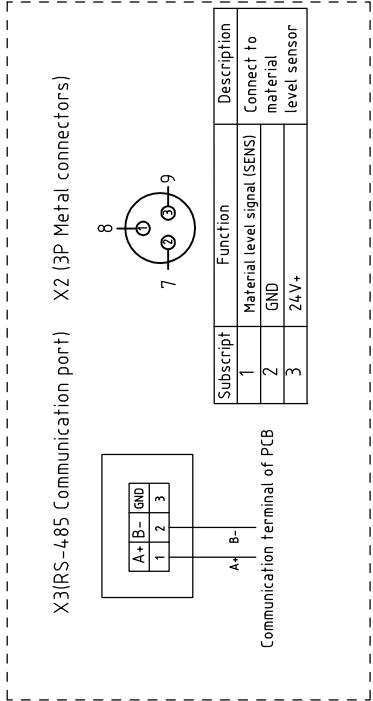 X3(RS-485 Communication port)
A+ B- GND
1 2 3
A+ B-
Communication terminal of PCB
X2 (3P Metal connectors)
8
1
2 3
7 9
Subscript Function Description
1 Material level signal (SENS) Connect to
2 GND material
3 24V+ level sensor